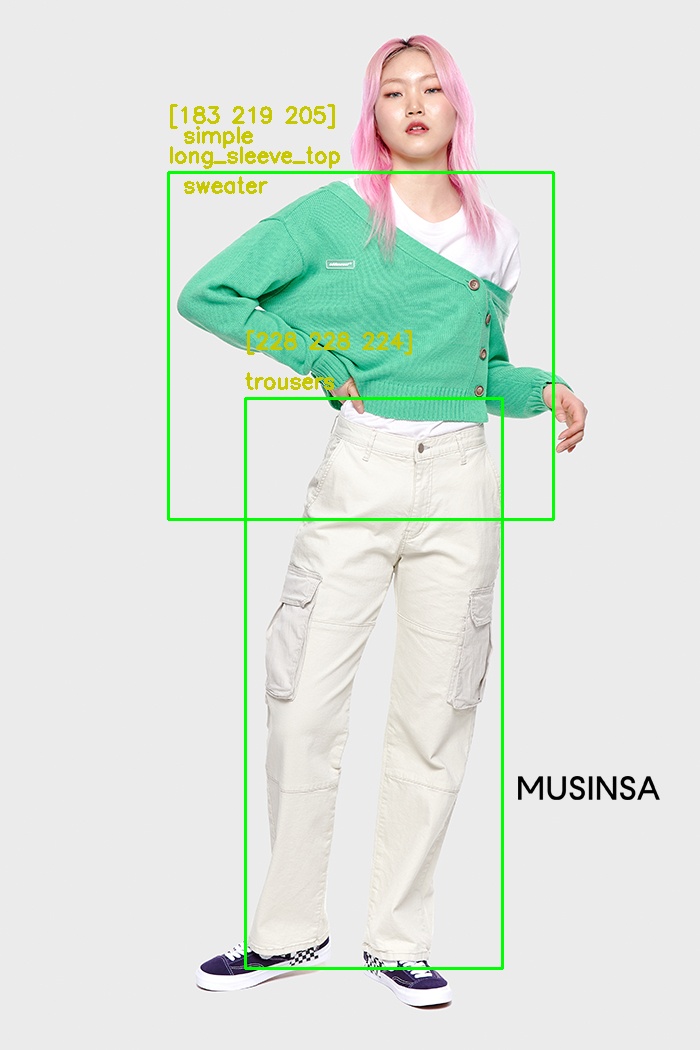 [183 219 205]
simple
long_sleeve_top
sweater
[228 228 224]
trousers
MUSINSA